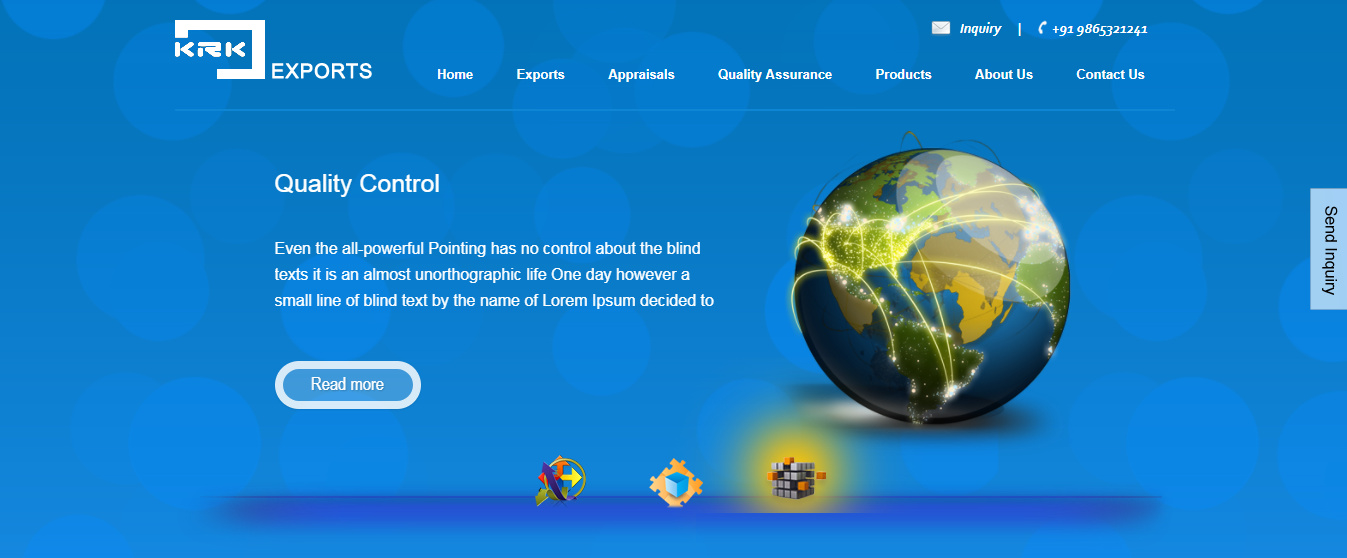 Inquiry | +91 9865321241
KRK
EXPORTS
Home Exports Appraisals Quality Assurance Products About Us Contact Us
Quality Control
Even the all-powerful Pointing has no control about the blind
texts it is an almost unorthographic life One day however a
small line of blind text by the name of Lorem Ipsum decided to
Read more
Send Inquiry